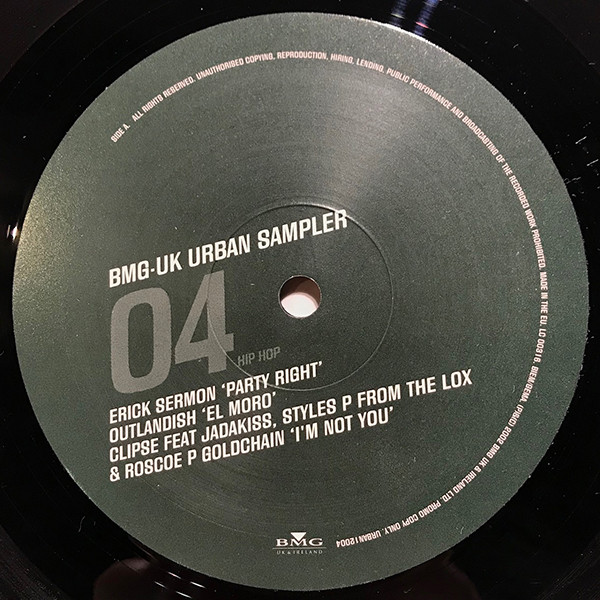 SIDE A. ALL RIGHTS RESERVED. UNAUTHORISED COPYING, REPRODUCTION, HIRING, LENDING, PUBLIC PERFORMANCE AND BROADCASTING OF THE RECORDED WORK PROHIBITED. MADE IN THE EU. LC 00316. BIEM/GEMA. (P)&(C) 2002 BMG UK & IRELAND LTD. PROMO COPY ONLY. URBAN12004
BMG-UK URBAN SAMPLER
04
HIP HOP
ERICK SERMON 'PARTY RIGHT'
OUTLANDISH 'EL MORO'
CLIPSE FEAT JADAKISS, STYLES P FROM THE LOX
& ROSCOE P GOLDCHAIN 'I'M NOT YOU'
BMG
UK & IRELAND